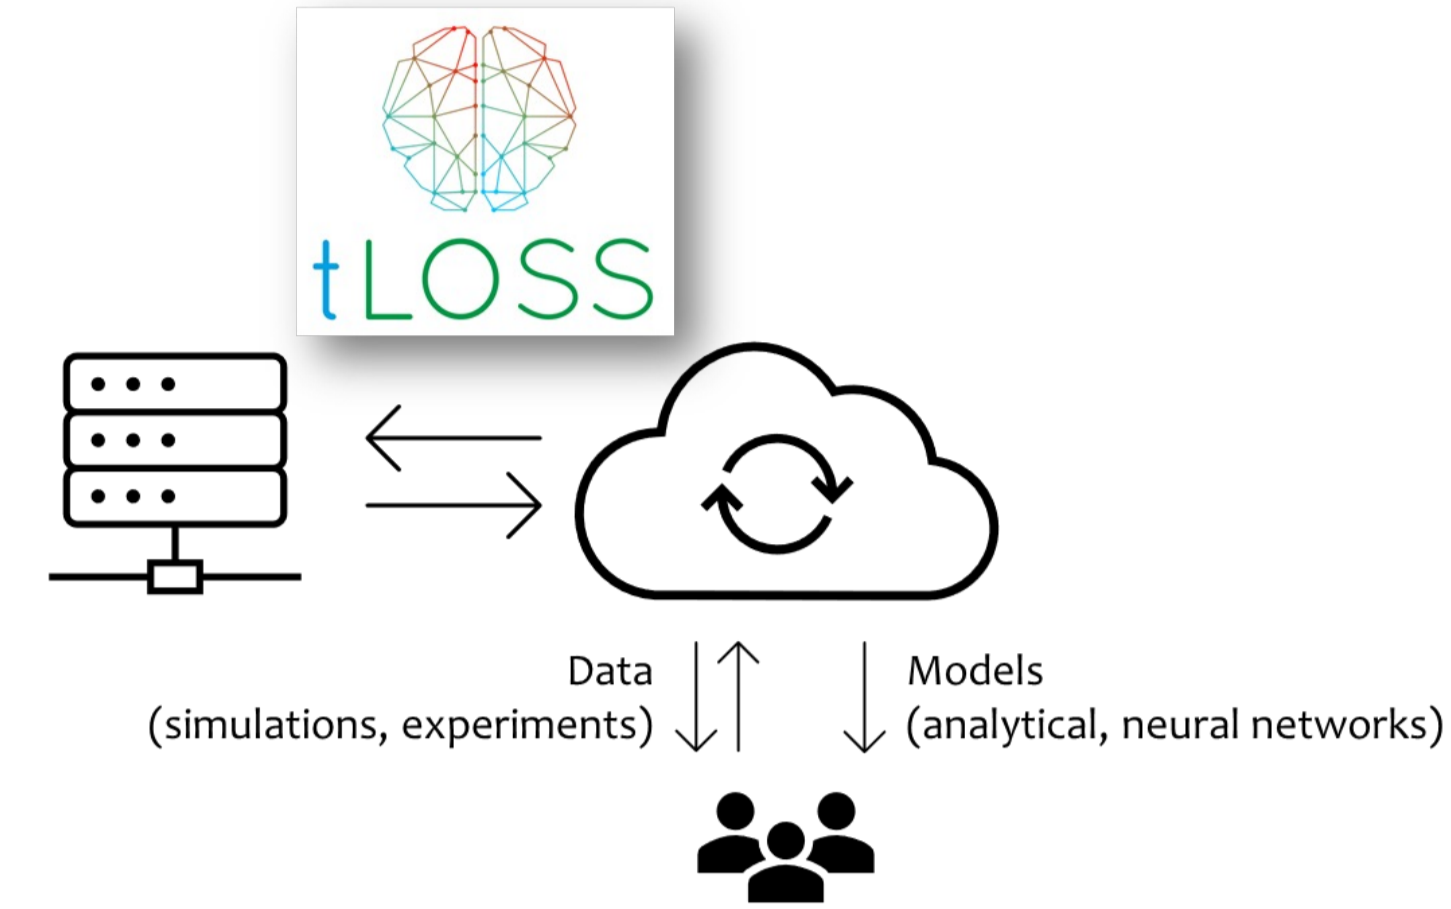 tLOSS
Data
(simulations, experiments)
Models
(analytical, neural networks)